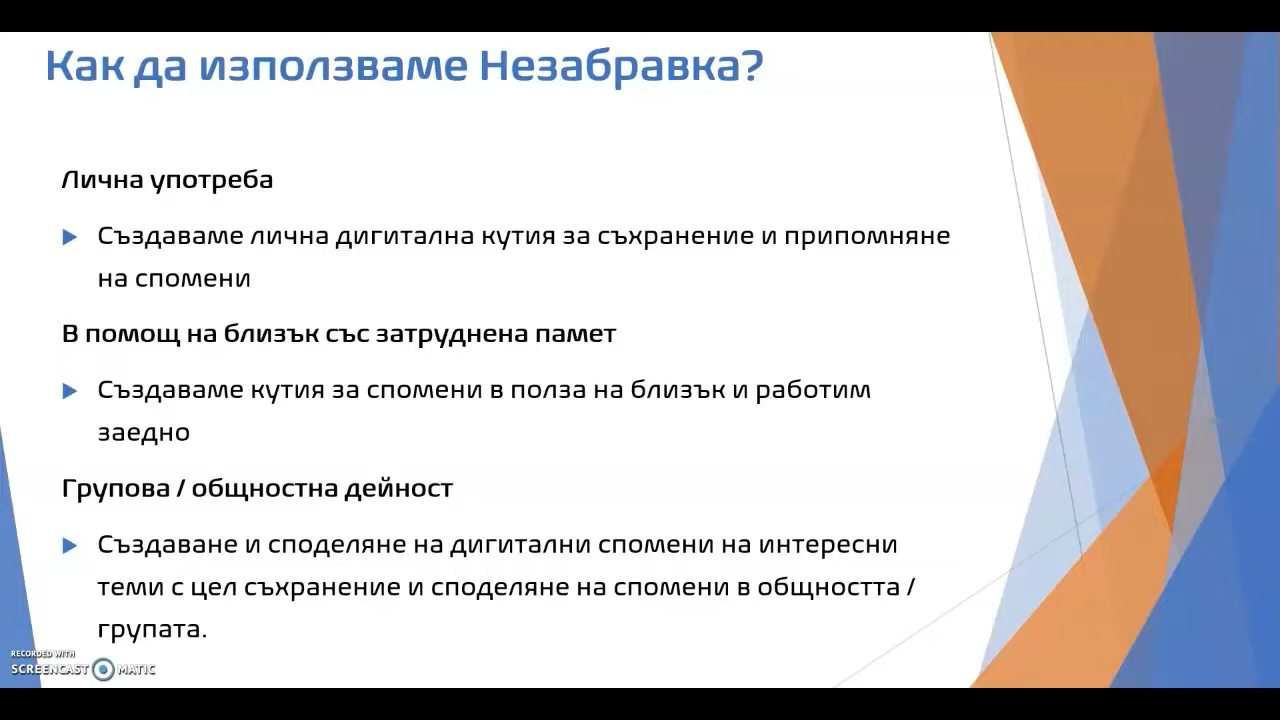 Как да използваме Незабравка?
Лична употреба
Създаваме лична дигитална кутия за съхранение и припомняне
на спомени
В помощ на близък със затруднена памет
Създаваме кутия за спомени в полза на близък и работим
заедно
Групова / общностна дейност
Създаване и споделяне на дигитални спомени на интересни
теми с цел съхранение и споделяне на спомени в общността /
групата.
RECORDED WITH
SCREENCAST MATIC